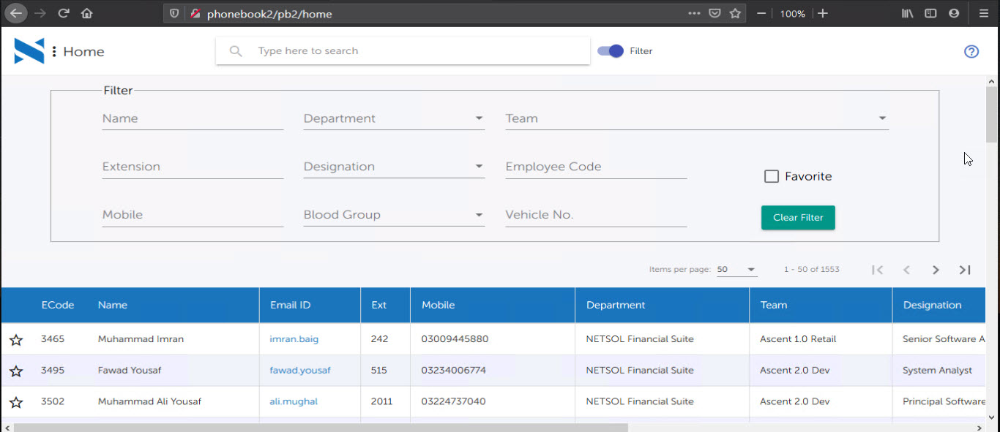 phonebook2/pb2/home 100%
Home Type here to search Filter
Filter
Name Department Team
Extension Designation Employee Code
Favorite
Mobile Blood Group Vehicle No. Clear Filter
Items per page: 50 1 - 50 of 1553
ECode Name Email ID Ext Mobile Department Team Designation
3465 Muhammad Imran imran.baig 242 03009445880 NETSOL Financial Suite Ascent 1.0 Retail Senior Software A
3495 Fawad Yousaf fawad.yousaf 515 03234006774 NETSOL Financial Suite Ascent 2.0 Dev System Analyst
3502 Muhammad Ali Yousaf ali.mughal 2011 03224737040 NETSOL Financial Suite Ascent 2.0 Dev Principal Software